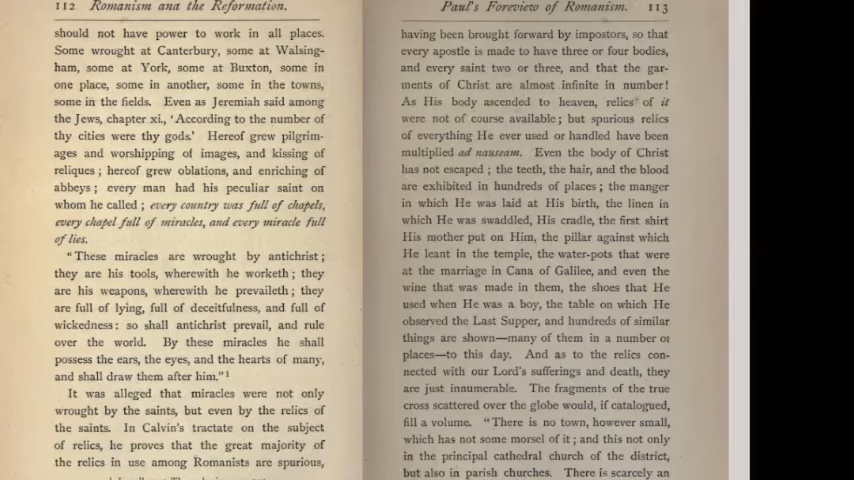 112 Romanism and the Reformation.
should not have power to work in all places.
Some wrought at Canterbury, some at Walsing-
ham, some at York, some at Buxton, some in
one place, some in another, some in the towns,
some in the fields. Even as Jeremiah said among
the Jews, chapter xi., ‘According to the number of
thy cities were thy gods.’ Hereof grew pilgrim-
ages and worshipping of images, and kissing of
reliques ; hereof grew oblations, and enriching of
abbeys ; every man had his peculiar saint on
whom he called ; every country was full of chapels,
every chapel full of miracles, and every miracle full
of lies.
“These miracles are wrought by antichrist ;
they are his tools, wherewith he worketh ; they
are his weapons, wherewith he prevaileth ; they
are full of lying, full of deceitfulness, and full of
wickedness: so shall antichrist prevail, and rule
over the world. By these miracles he shall
possess the ears, the eyes, and the hearts of many,
and shall draw them after him.”1
It was alleged that miracles were not only
wrought by the saints, but even by the relics of
the saints. In Calvin's tractate on the subject
of relics, he proves that the great majority of
the relics in use among Romanists are spurious,
Paul's Foreview of Romanism. 113
having been brought forward by impostors, so that
every apostle is made to have three or four bodies,
and every saint two or three, and that the gar-
ments of Christ are almost infinite in number!
As His body ascended to heaven, relics of it
were not of course available ; but spurious relics
of everything He ever used or handled have been
multiplied ad nauseam. Even the body of Christ
has not escaped ; the teeth, the hair, and the blood
are exhibited in hundreds of places ; the manger
in which He was laid at His birth, the linen in
which He was swaddled, His cradle, the first shirt
His mother put on Him, the pillar against which
He leant in the temple, the water-pots that were
at the marriage in Cana of Galilee, and even the
wine that was made in them, the shoes that He
used when He was a boy, the table on which He
observed the Last Supper, and hundreds of similar
things are shown—many of them in a number or
places—to this day. And as to the relics con-
nected with our Lord's sufferings and death, they
are just innumerable. The fragments of the true
cross scattered over the globe would, if catalogued,
fill a volume. “There is no town, however small,
which has not some morsel of it ; and this not only
in the principal cathedral church of the district,
but also in parish churches. There is scarcely an